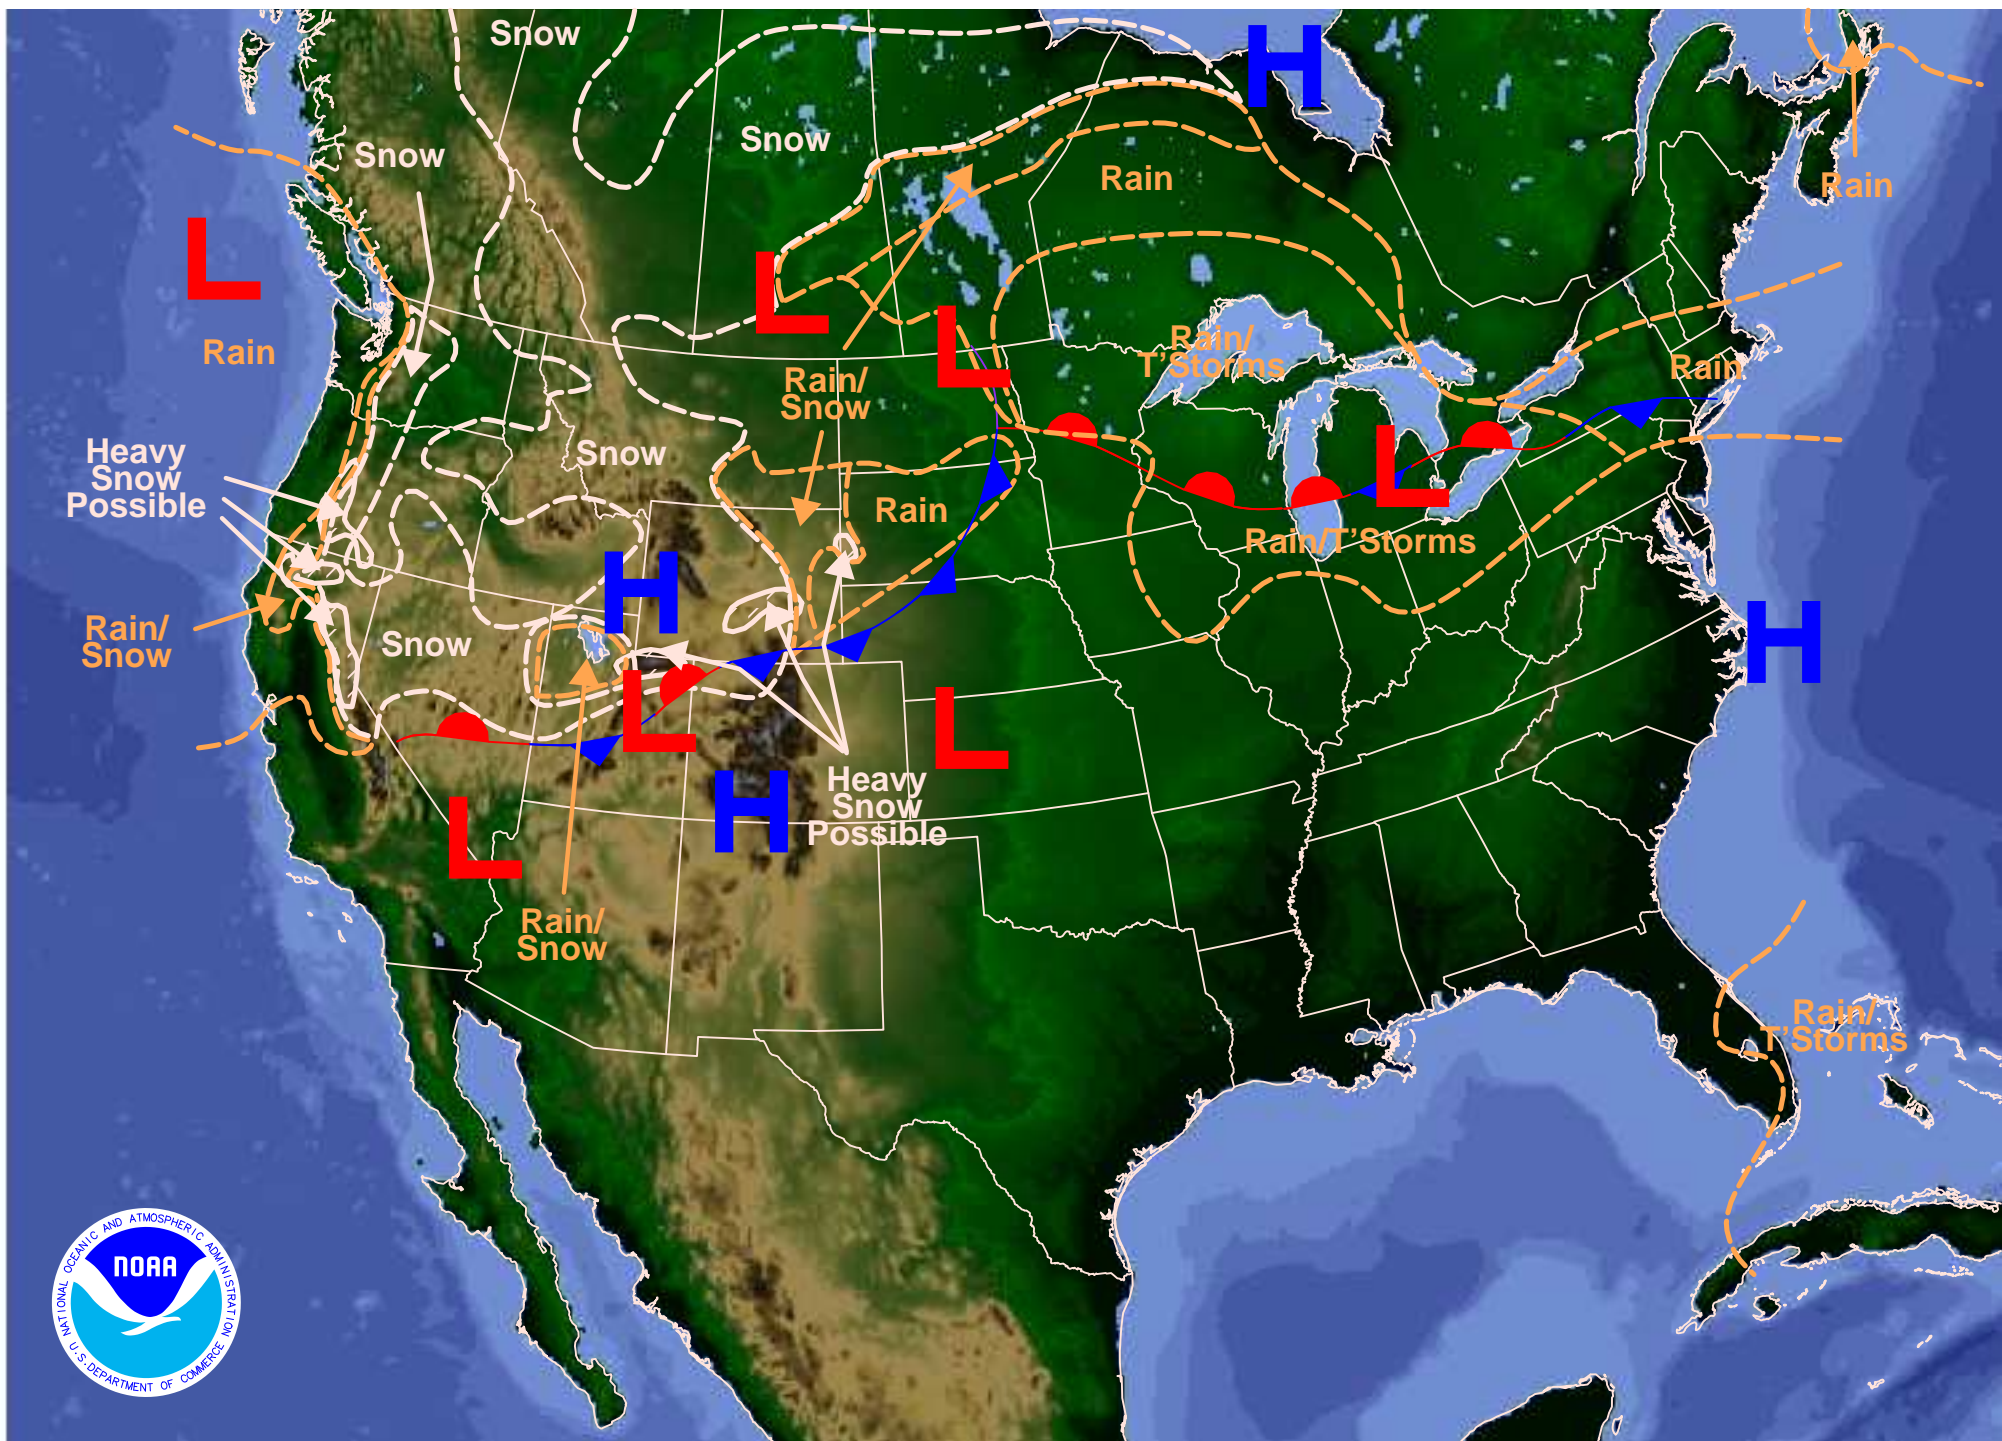 Snow
H
Snow
Snow
Rain
Rain
L
L
L
Rain
Rain/
T'Storms
Rain
Rain/
Snow
Heavy
Snow
Possible
Snow
L
Rain
Rain/T'Storms
H
H
Rain/
Snow
Snow
L
L
H
Heavy
Snow
Possible
L
Rain/
Snow
Rain/
T'Storms
NATIONAL OCEANIC AND ATMOSPHERIC ADMINISTRATION
NOAA
U.S. DEPARTMENT OF COMMERCE